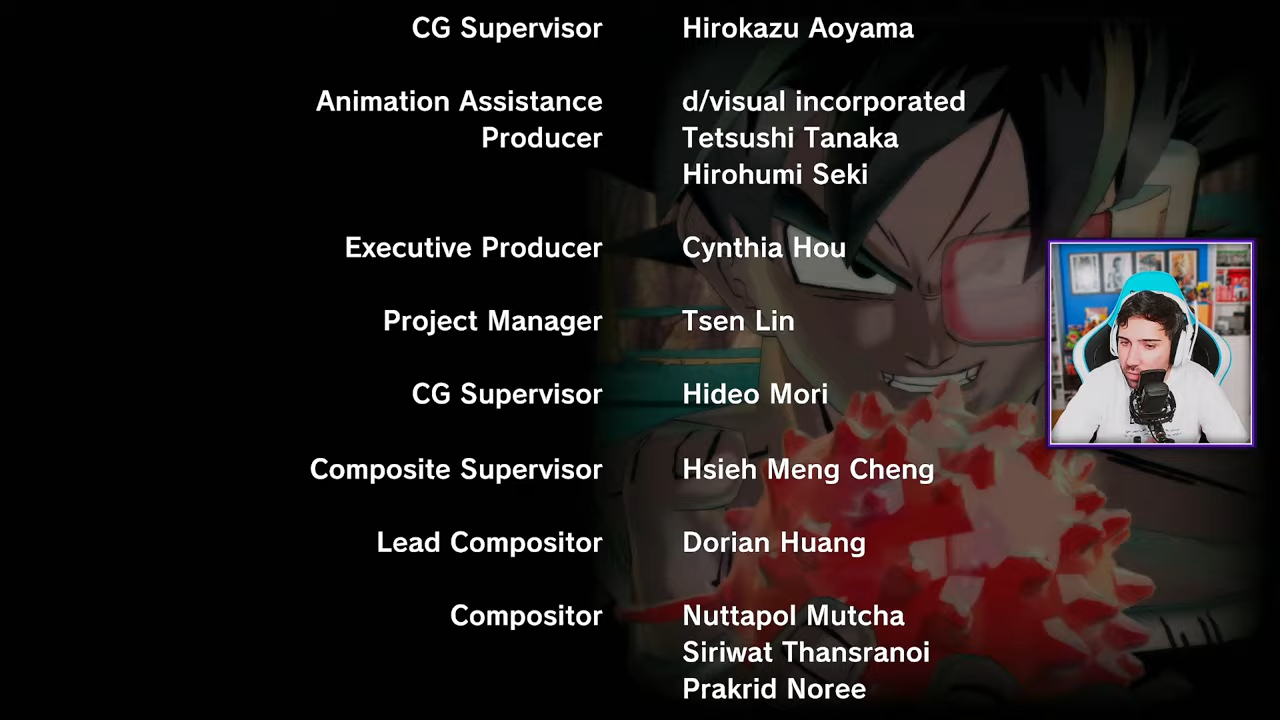 CG Supervisor Hirokazu Aoyama
Animation Assistance d/visual incorporated
Producer Tetsushi Tanaka
Hirohumi Seki
Executive Producer Cynthia Hou
Project Manager Tsen Lin
CG Supervisor Hideo Mori
Composite Supervisor Hsieh Meng Cheng
Lead Compositor Dorian Huang
Compositor Nuttapol Mutcha
Siriwat Thansranoi
Prakrid Noree